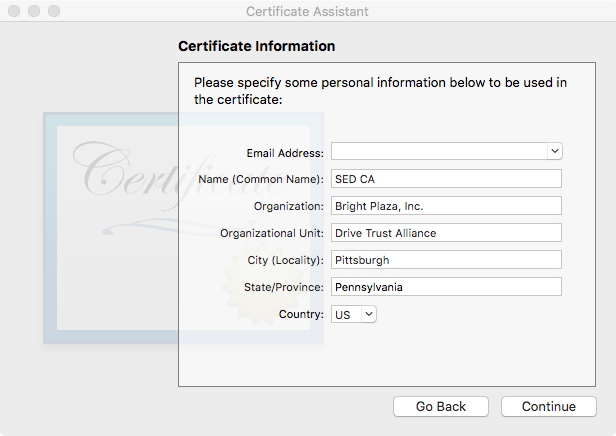 Certificate Assistant
Certificate Information
Please specify some personal information below to be used in
the certificate:
Certificate
Email Address:
Name (Common Name): SED CA
Organization: Bright Plaza, Inc.
Organizational Unit: Drive Trust Alliance
City (Locality): Pittsburgh
State/Province: Pennsylvania
Country: US
Go Back Continue